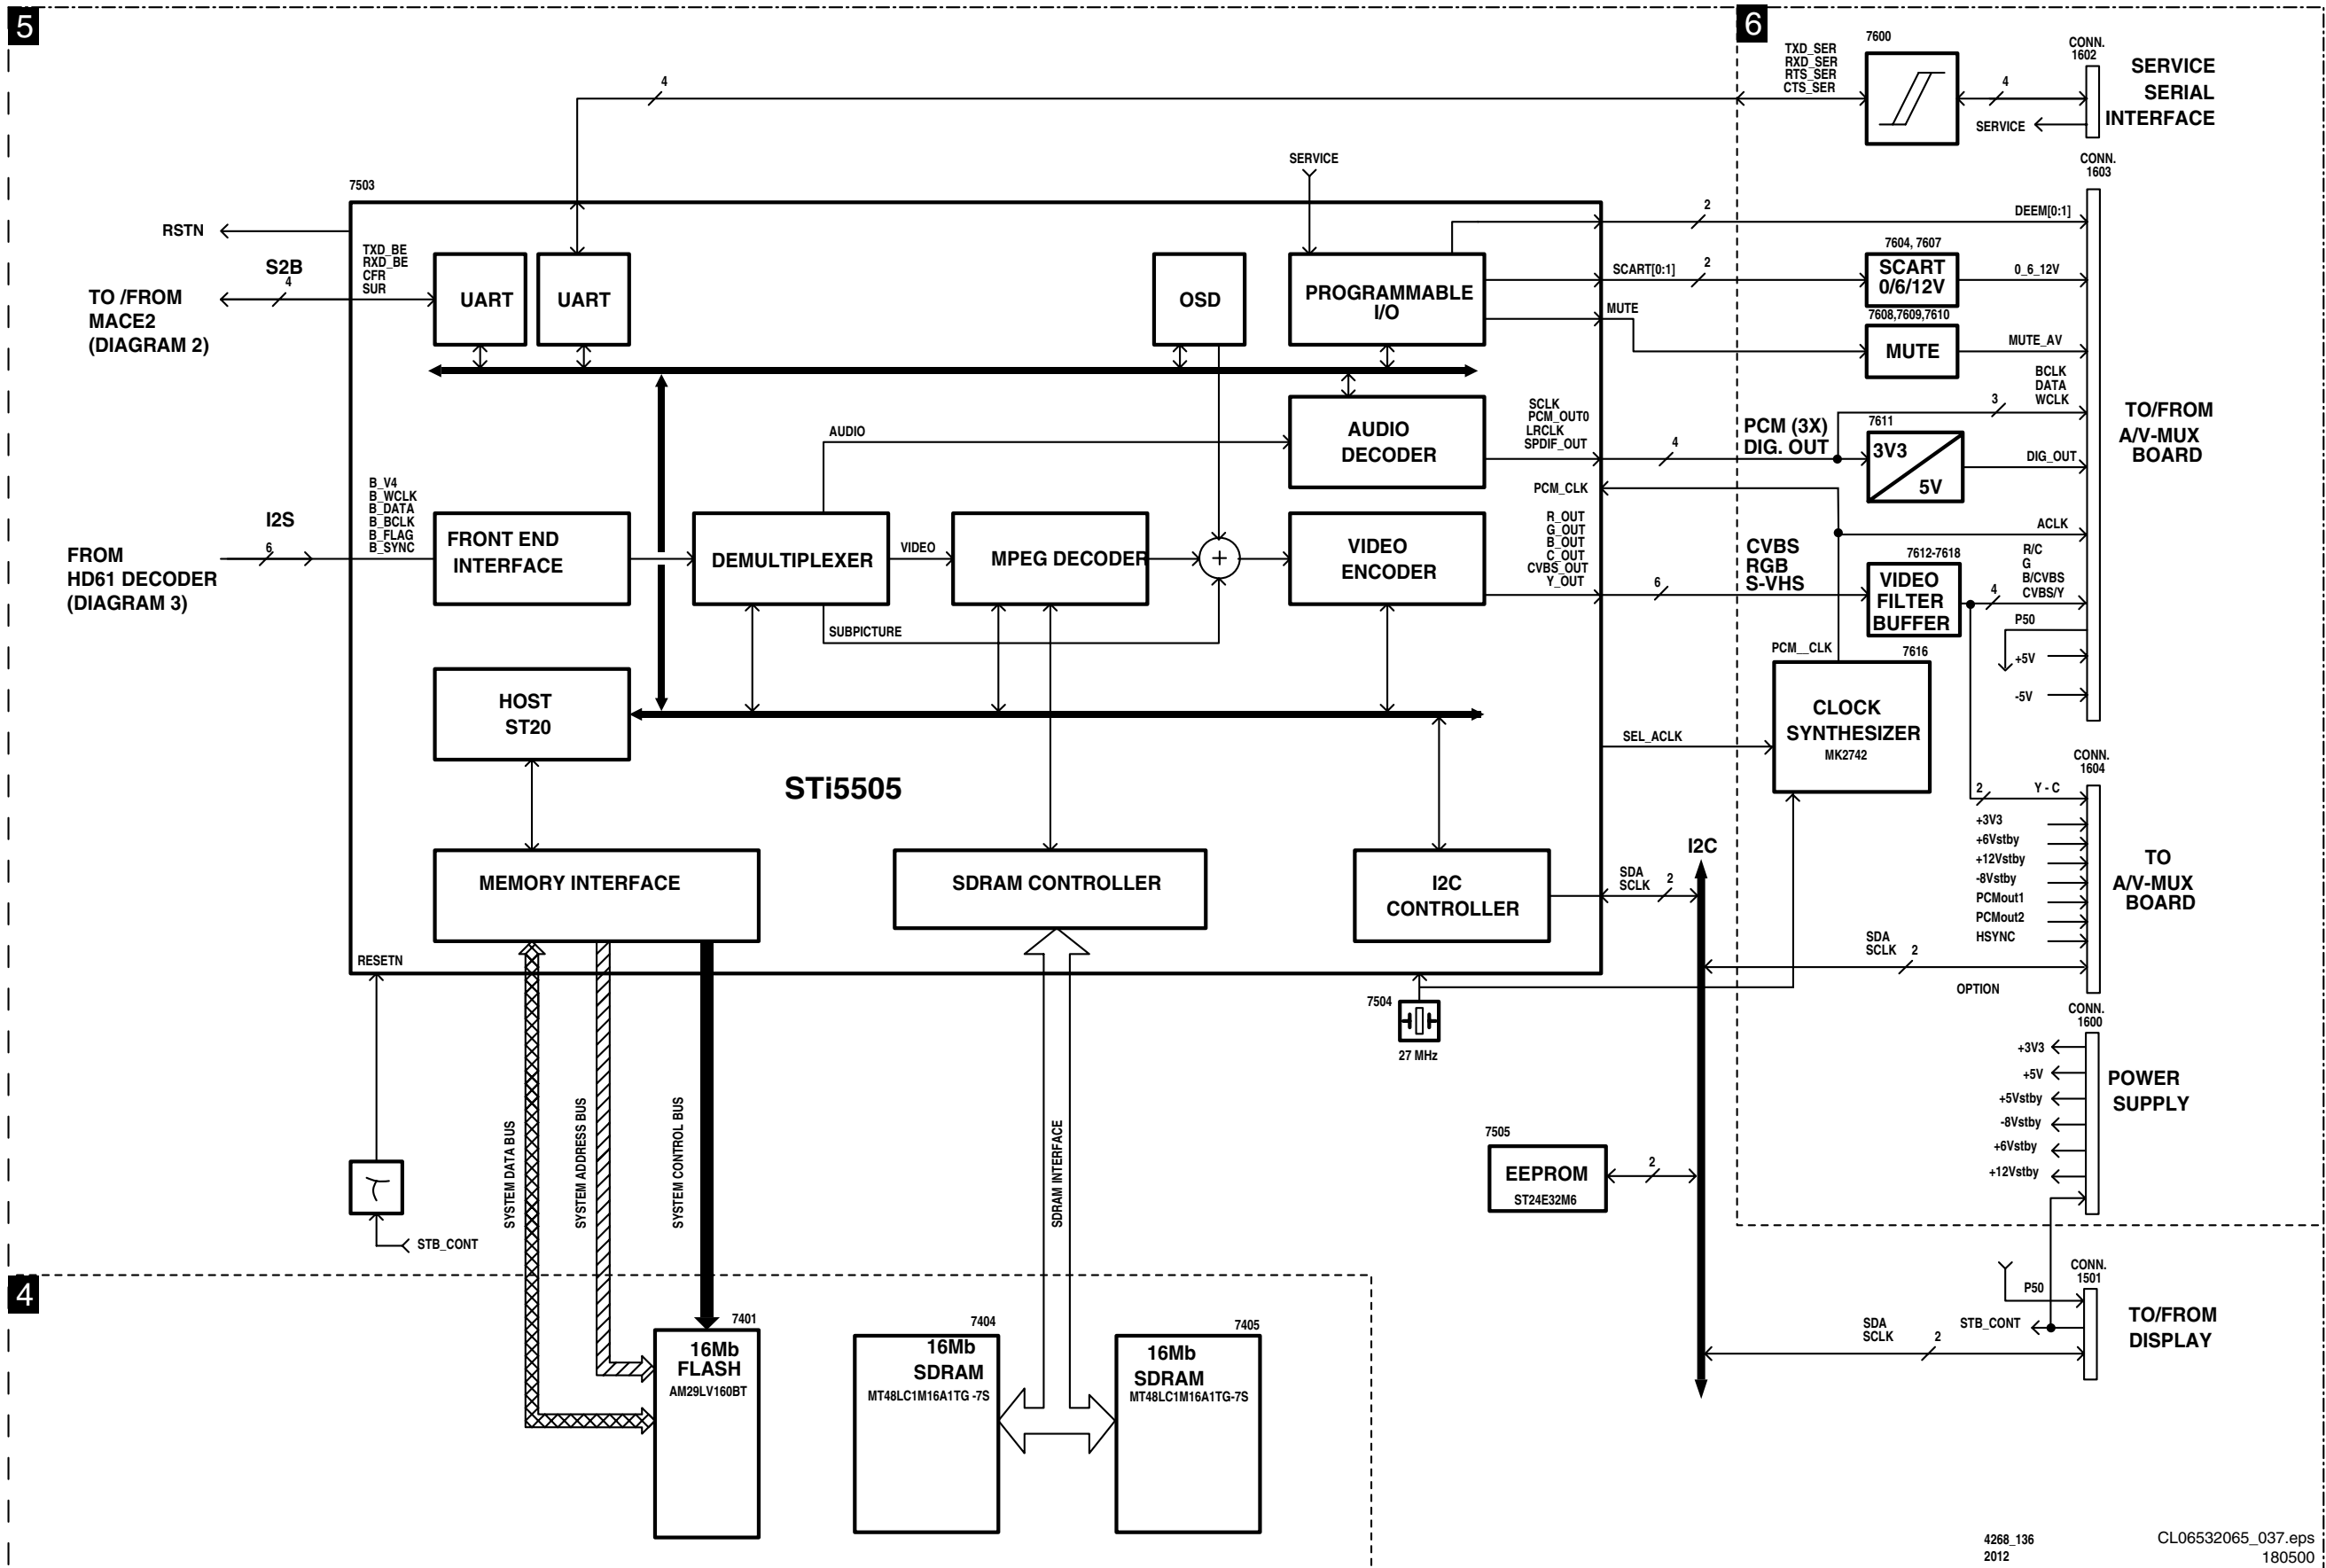 5
6
7600
CONN.
1602
TXD_SER
RXD_SER
RTS_SER
CTS_SER
4
4
SERVICE
SERIAL
INTERFACE
SERVICE
7503
SERVICE
CONN.
1603
RSTN
S2B
4
TO /FROM
MACE2
(DIAGRAM 2)
TXD_BE
RXD_BE
CFR
SUR
UART
UART
OSD
PROGRAMMABLE
I/O
2
DEEM[0:1]
SCART[0:1]
2
7604, 7607
SCART
0/6/12V
0_6_12V
MUTE
7608,7609,7610
MUTE
MUTE_AV
BCLK
DATA
WCLK
3
AUDIO
AUDIO
DECODER
SCLK
PCM_OUT0
LRCLK
SPDIF_OUT
4
PCM (3X)
DIG. OUT
7611
3V3
5V
DIG_OUT
TO/FROM
A/V-MUX
BOARD
PCM_CLK
ACLK
I2S
6
FROM
HD61 DECODER
(DIAGRAM 3)
B_V4
B_WCLK
B_DATA
B_BCLK
B_FLAG
B_SYNC
FRONT END
INTERFACE
DEMULTIPLEXER
VIDEO
MPEG DECODER
+
VIDEO
ENCODER
R_OUT
G_OUT
B_OUT
C_OUT
CVBS_OUT
Y_OUT
6
CVBS
RGB
S-VHS
7612-7618
VIDEO
FILTER
BUFFER
R/C
G
B/CVBS
CVBS/Y
4
P50
+5V
-5V
SUBPICTURE
PCM__CLK
7616
CLOCK
SYNTHESIZER
MK2742
HOST
ST20
SEL_ACLK
STi5505
CONN.
1604
2
Y - C
+3V3
+6Vstby
+12Vstby
-8Vstby
PCMout1
PCMout2
HSYNC
TO
A/V-MUX
BOARD
MEMORY INTERFACE
SDRAM CONTROLLER
I2C
CONTROLLER
SDA
SCLK
2
I2C
SDA
SCLK
2
OPTION
RESETN
7504
27 MHz
CONN.
1600
+3V3
+5V
+5Vstby
-8Vstby
+6Vstby
+12Vstby
POWER
SUPPLY
SYSTEM DATA BUS
SYSTEM ADDRESS BUS
SYSTEM CONTROL BUS
SDRAM INTERFACE
7505
EEPROM
ST24E32M6
2
STB_CONT
4
7401
16Mb
FLASH
AM29LV160BT
7404
16Mb
SDRAM
MT48LC1M16A1TG -7S
7405
16Mb
SDRAM
MT48LC1M16A1TG-7S
CONN.
1501
P50
STB_CONT
SDA
SCLK
2
TO/FROM
DISPLAY
4268_136
2012
CL06532065_037.eps
180500